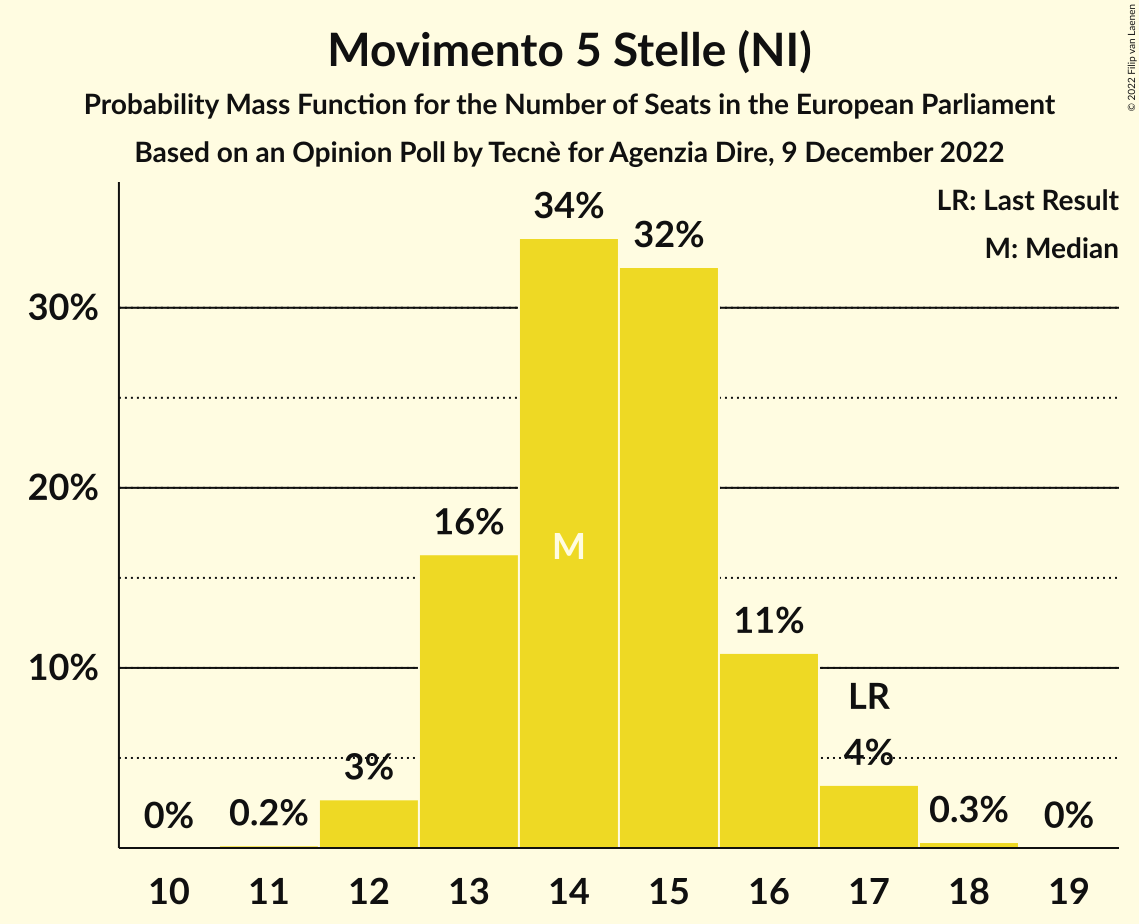 Movimento 5 Stelle (NI)
Probability Mass Function for the Number of Seats in the European Parliament
Based on an Opinion Poll by Tecnè for Agenzia Dire, 9 December 2022
© 2022 Filip van Laenen
LR: Last Result
M: Median
34%
32%
30%
20%
16%
M
11%
10%
LR
4%
3%
0%
0.2%
0.3%
0%
10 11 12 13 14 15 16 17 18 19